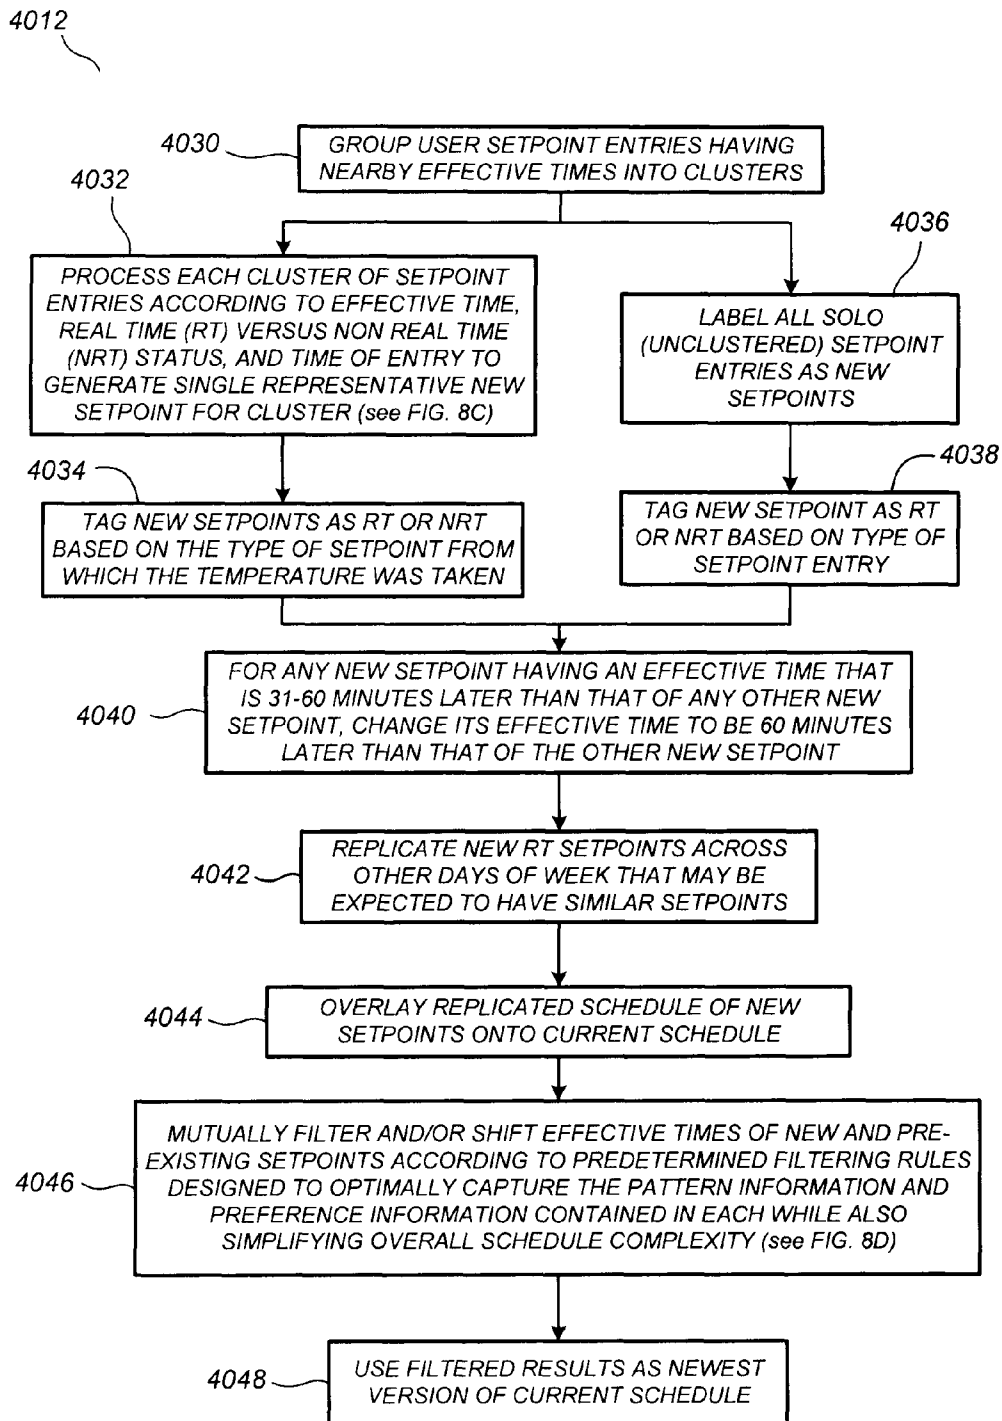 4012
4030
GROUP USER SETPOINT ENTRIES HAVING
NEARBY EFFECTIVE TIMES INTO CLUSTERS
4032
PROCESS EACH CLUSTER OF SETPOINT
ENTRIES ACCORDING TO EFFECTIVE TIME,
REAL TIME (RT) VERSUS NON REAL TIME
(NRT) STATUS, AND TIME OF ENTRY TO
GENERATE SINGLE REPRESENTATIVE NEW
SETPOINT FOR CLUSTER (see FIG. 8C)
4036
LABEL ALL SOLO
(UNCLUSTERED) SETPOINT
ENTRIES AS NEW
SETPOINTS
4034
TAG NEW SETPOINTS AS RT OR NRT
BASED ON THE TYPE OF SETPOINT FROM
WHICH THE TEMPERATURE WAS TAKEN
4038
TAG NEW SETPOINT AS RT
OR NRT BASED ON TYPE OF
SETPOINT ENTRY
4040
FOR ANY NEW SETPOINT HAVING AN EFFECTIVE TIME THAT
IS 31-60 MINUTES LATER THAN THAT OF ANY OTHER NEW
SETPOINT, CHANGE ITS EFFECTIVE TIME TO BE 60 MINUTES
LATER THAN THAT OF THE OTHER NEW SETPOINT
4042
REPLICATE NEW RT SETPOINTS ACROSS
OTHER DAYS OF WEEK THAT MAY BE
EXPECTED TO HAVE SIMILAR SETPOINTS
4044
OVERLAY REPLICATED SCHEDULE OF NEW
SETPOINTS ONTO CURRENT SCHEDULE
4046
MUTUALLY FILTER AND/OR SHIFT EFFECTIVE TIMES OF NEW AND PRE-
EXISTING SETPOINTS ACCORDING TO PREDETERMINED FILTERING RULES
DESIGNED TO OPTIMALLY CAPTURE THE PATTERN INFORMATION AND
PREFERENCE INFORMATION CONTAINED IN EACH WHILE ALSO
SIMPLIFYING OVERALL SCHEDULE COMPLEXITY (see FIG. 8D)
4048
USE FILTERED RESULTS AS NEWEST
VERSION OF CURRENT SCHEDULE